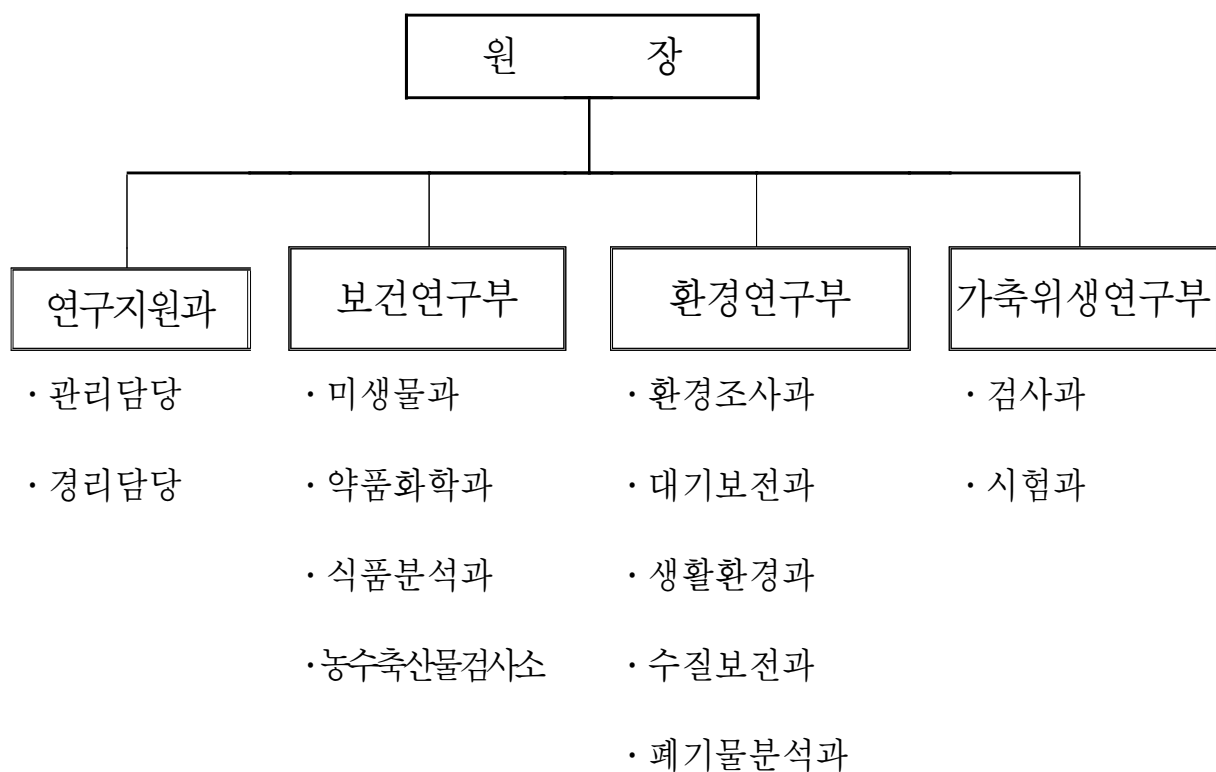 원 장
연구지원과
· 관리담당
· 경리담당
보건연구부
· 미생물과
· 약품화학과
· 식품분석과
· 농수축산물검사소
환경연구부
· 환경조사과
· 대기보전과
· 생활환경과
· 수질보전과
· 폐기물분석과
가축위생연구부
· 검사과
· 시험과